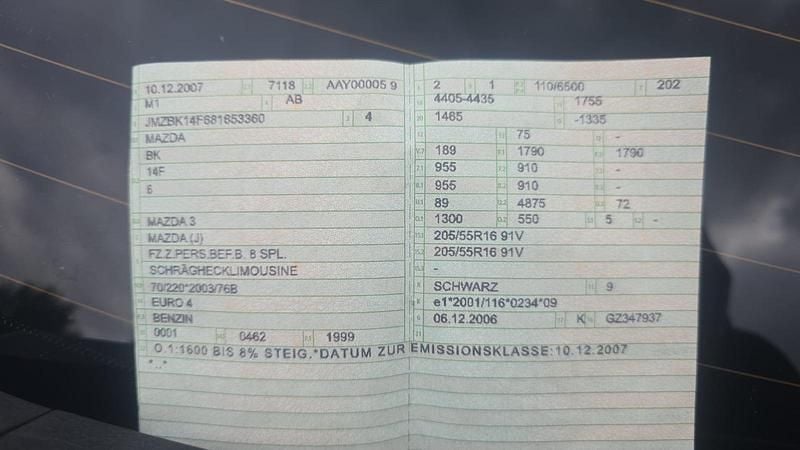 10.12.2007 7118 AAY00005 9
M1 AB
JMZBK14F681653360 4
MAZDA
BK
14F
6
MAZDA 3
MAZDA (J)
FZ.Z.PERS.BEF.B. 8 SPL.
SCHRÄGHECKLIMOUSINE
70/220*2003/76B
EURO 4
BENZIN
0001 0462 1999
2 1 110/6500 202
4405-4435 1755
1465 -1335
75 -
189 1790 1790
955 910 -
955 910 -
89 4875 72
1300 550 5 -
205/55R16 91V
205/55R16 91V
-
SCHWARZ 9
e1*2001/116*0234*09
06.12.2006 K GZ347937
O.1:1600 BIS 8% STEIG.*DATUM ZUR EMISSIONSKLASSE:10.12.2007
*..*